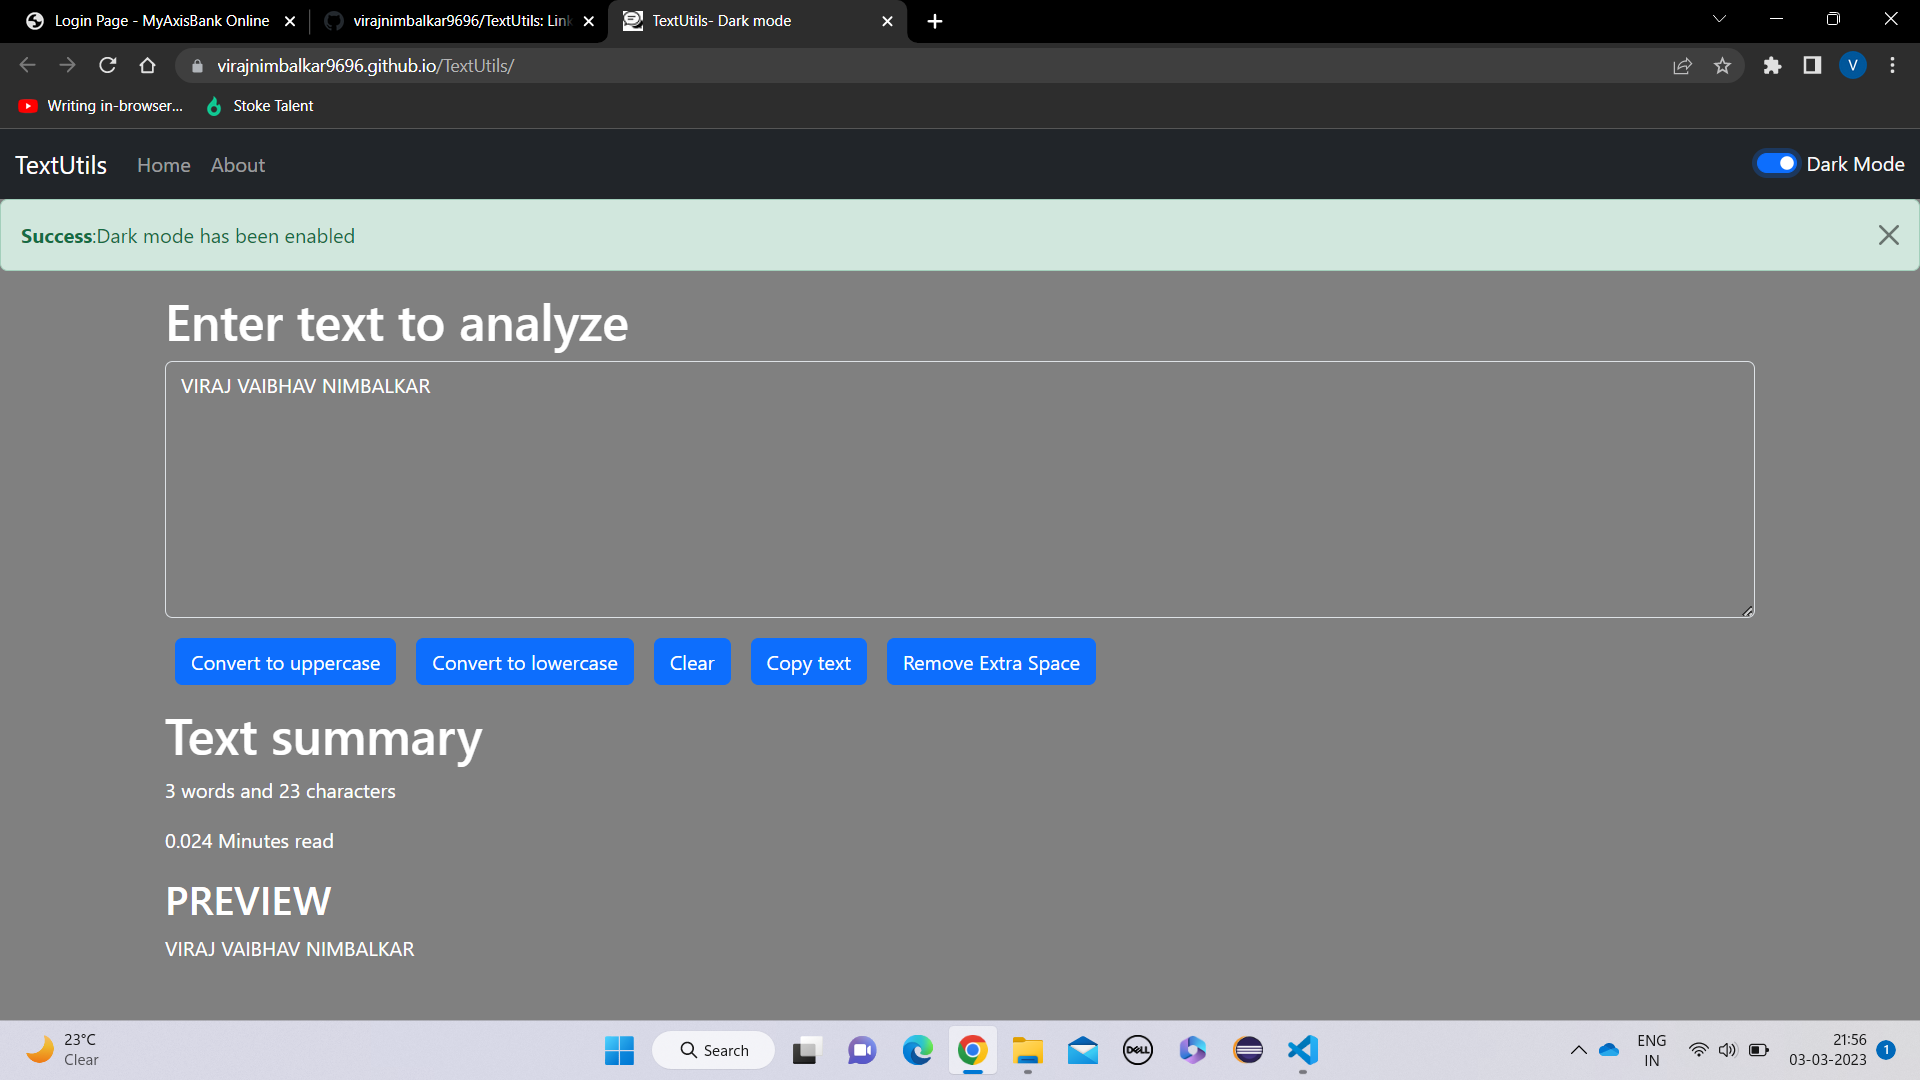 Login Page - MyAxisBank Online
virajnimbalkar9696/TextUtils: Link
TextUtils- Dark mode
virajnimbalkar9696.github.io/TextUtils/
V
Writing in-browser...
Stoke Talent
TextUtils Home About Dark Mode
Success:Dark mode has been enabled
Enter text to analyze
VIRAJ VAIBHAV NIMBALKAR
Convert to uppercase Convert to lowercase Clear Copy text Remove Extra Space
Text summary
3 words and 23 characters
0.024 Minutes read
PREVIEW
VIRAJ VAIBHAV NIMBALKAR
23°C
Clear
Search
DELL
ENG
IN
21:56
03-03-2023
1